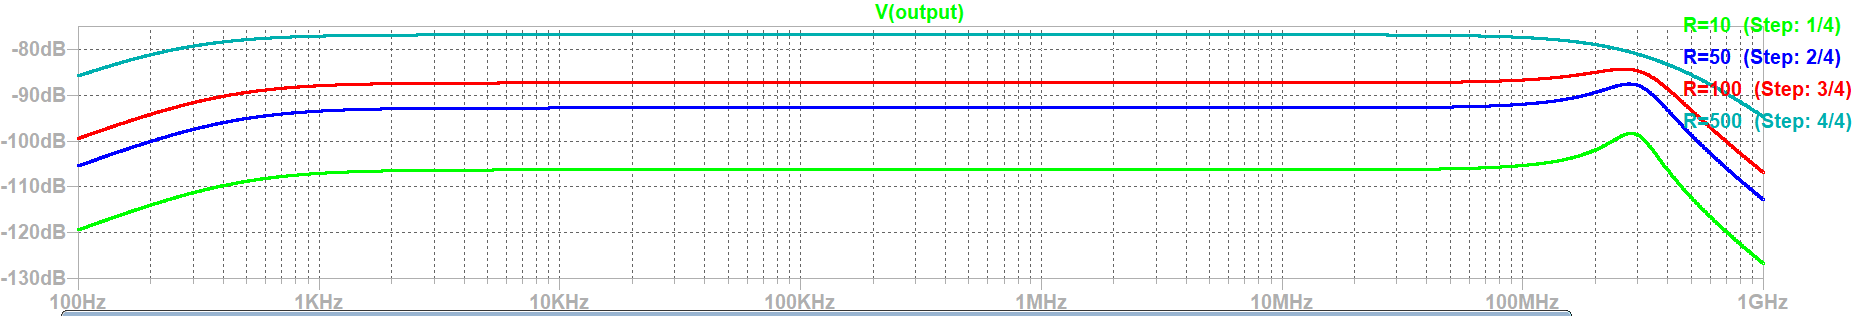 V(output)
R=10 (Step: 1/4)
R=50 (Step: 2/4)
R=100 (Step: 3/4)
R=500 (Step: 4/4)
-80dB
-90dB
-100dB
-110dB
-120dB
-130dB
100Hz 1KHz 10KHz 100KHz 1MHz 10MHz 100MHz 1GHz